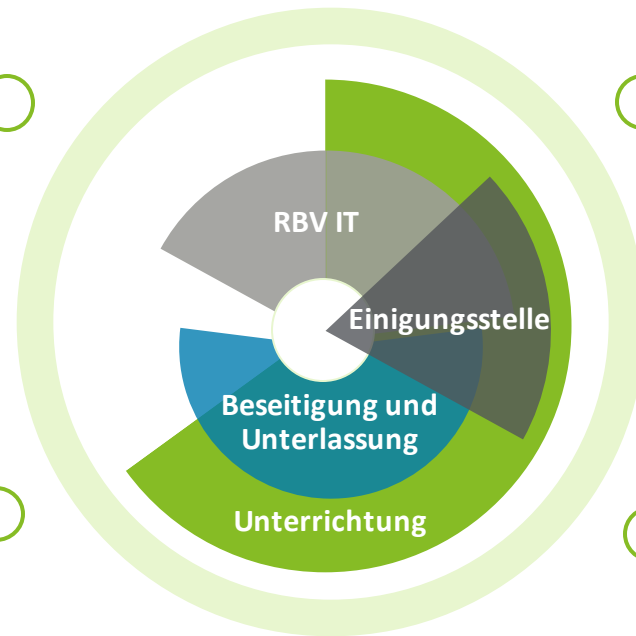 RBV IT
Einigungsstelle
Beseitigung und
Unterlassung
Unterrichtung